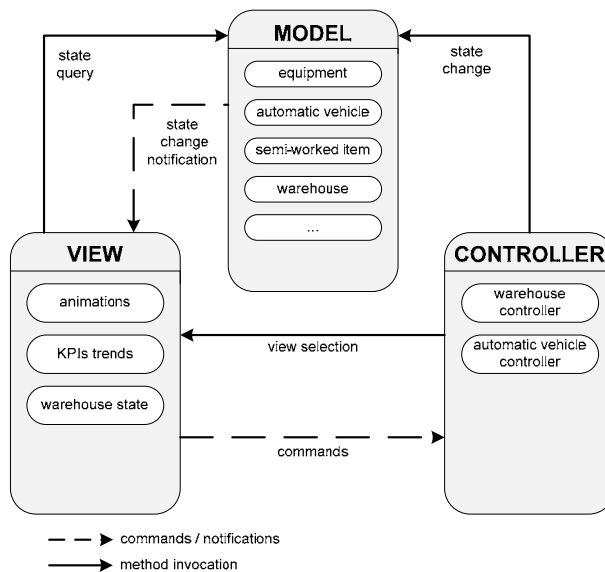 MODEL
equipment
automatic vehicle
semi-worked item
warehouse
...
state
query
state
change
notification
state
change
VIEW
animations
KPIs trends
warehouse state
CONTROLLER
warehouse
controller
automatic vehicle
controller
view selection
commands
commands / notifications
method invocation